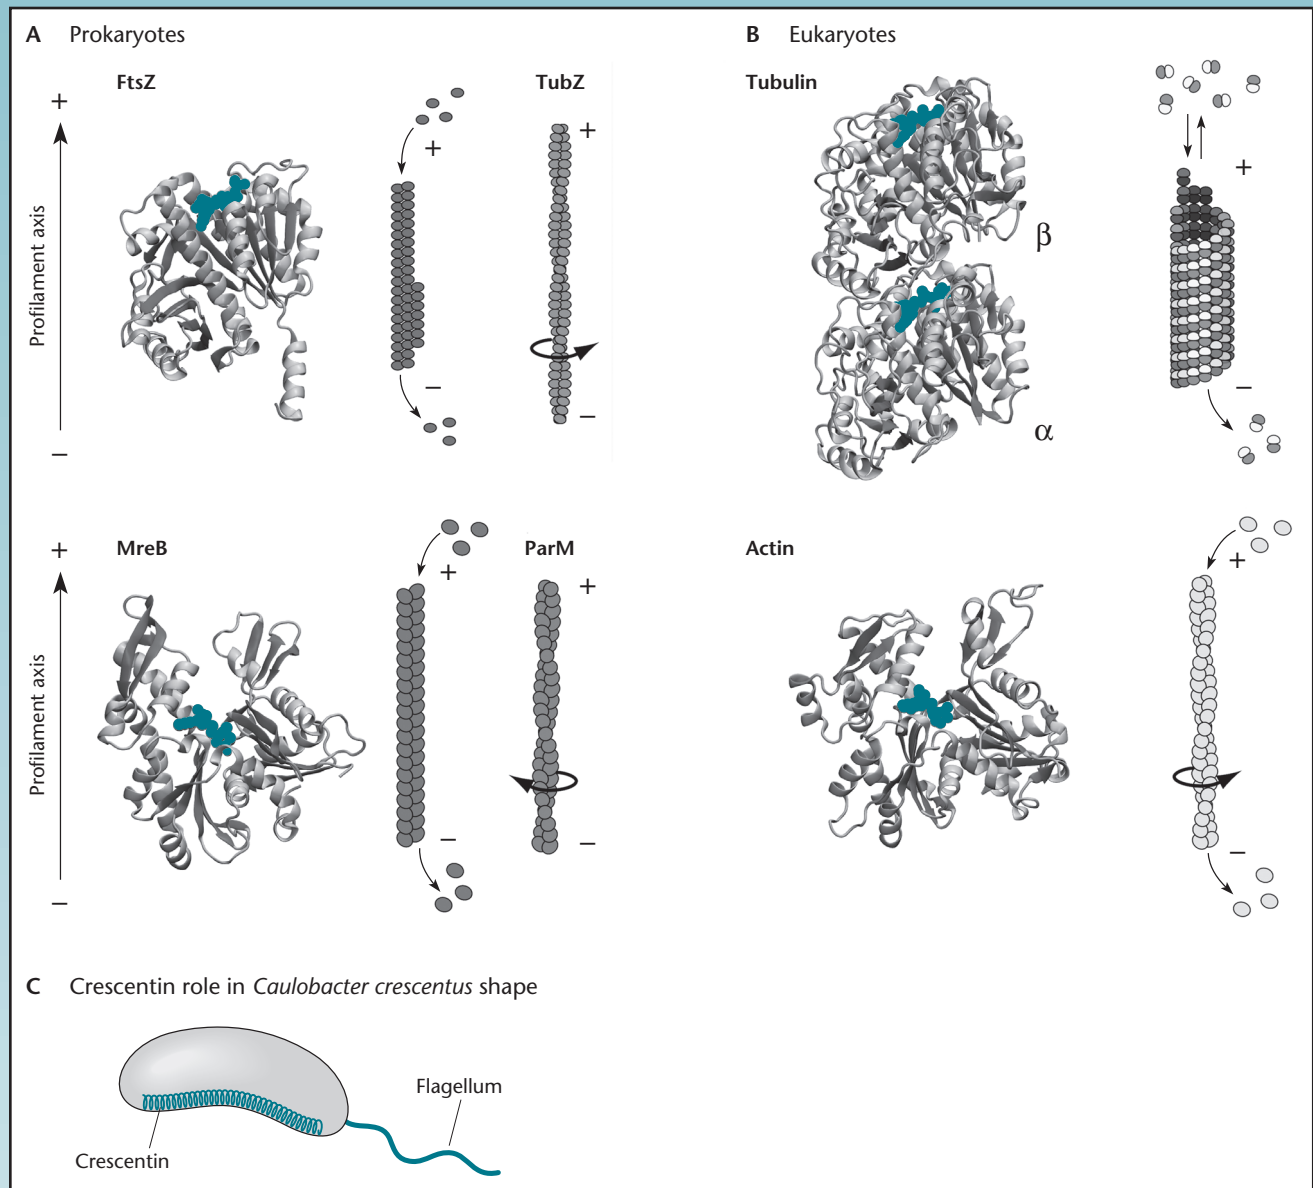 A Prokaryotes
FtsZ
TubZ
+
Profilament axis
−
+
−
+
−
B Eukaryotes
Tubulin
β
α
+
−
MreB
ParM
+
Profilament axis
−
+
−
+
−
Actin
+
−
C Crescentin role in Caulobacter crescentus shape
Flagellum
Crescentin